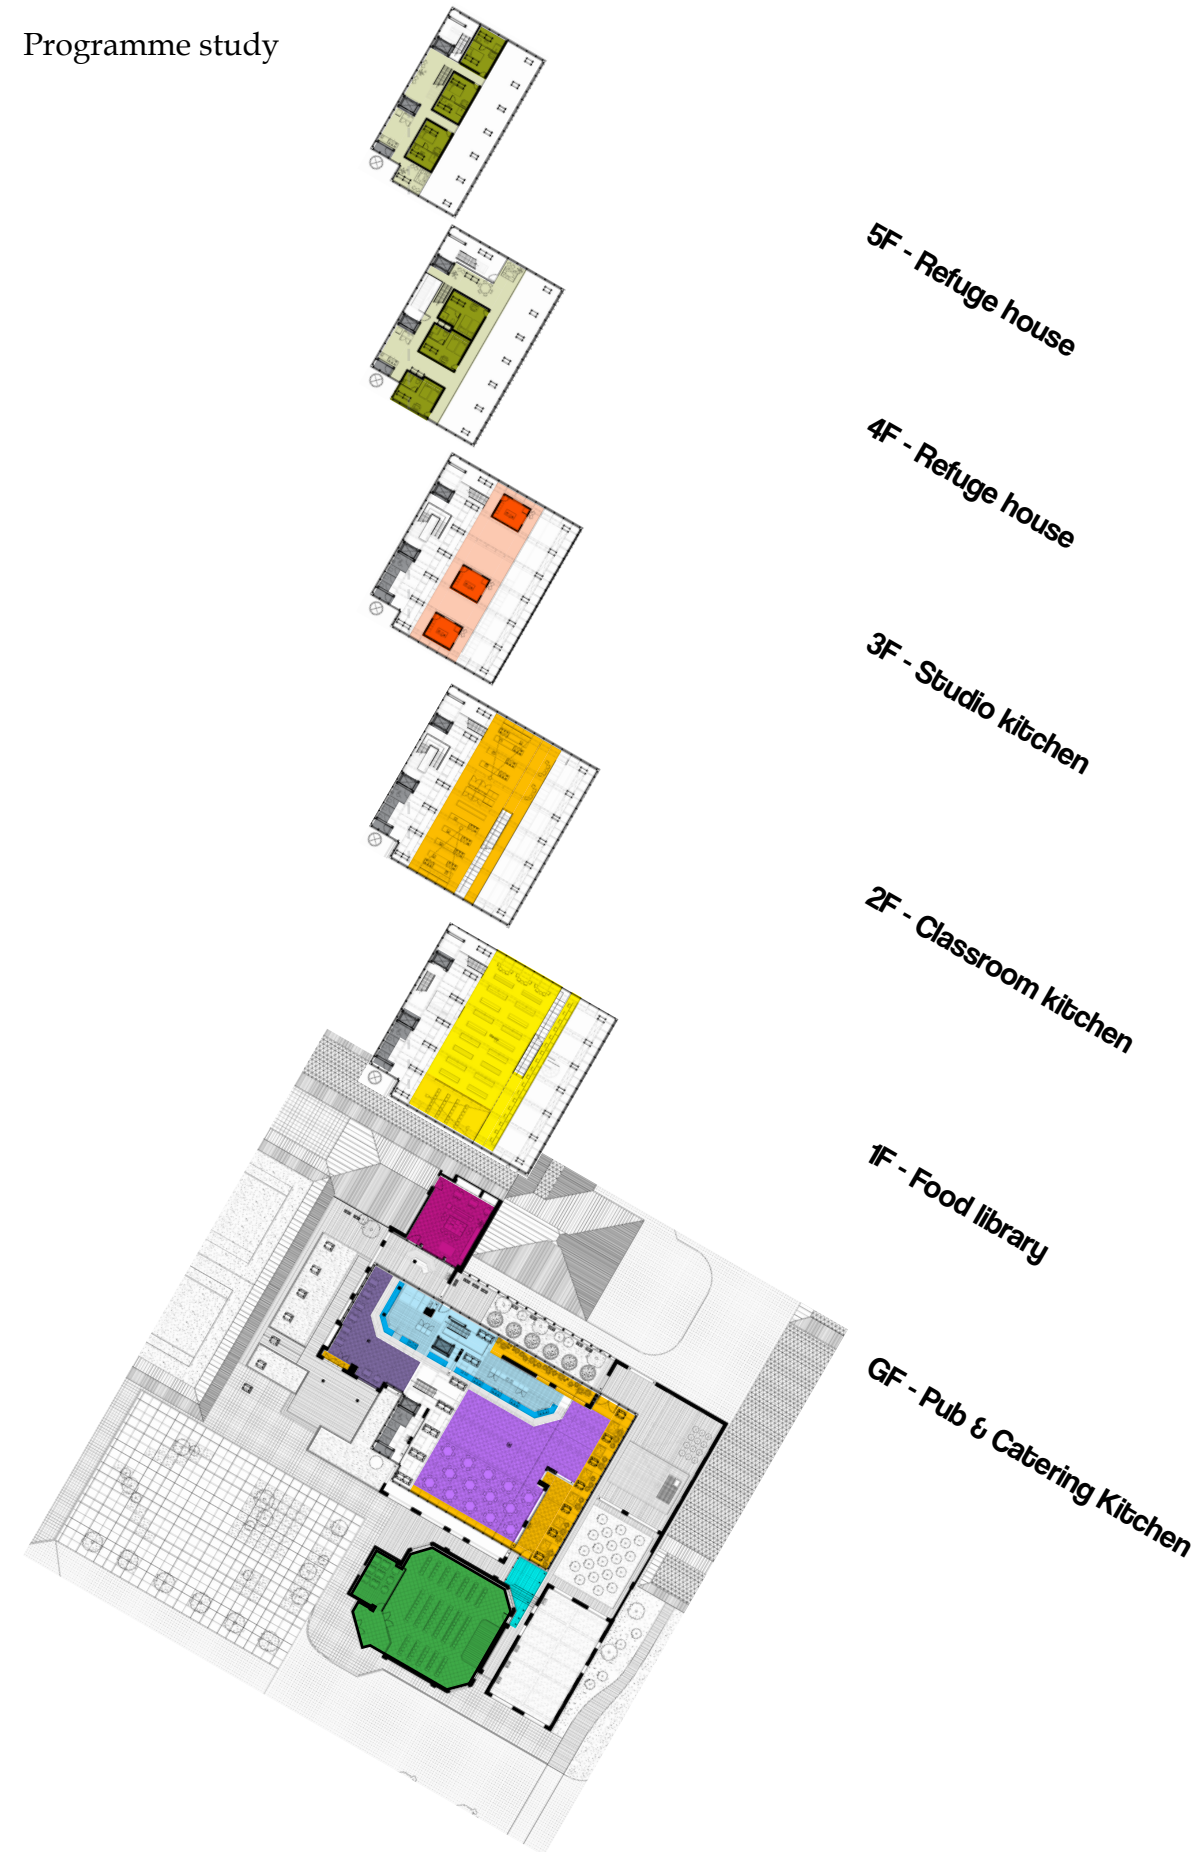 Programme study
5F - Refuge house
4F - Refuge house
3F - Studio kitchen
2F - Classroom kitchen
1F - Food library
GF - Pub & Catering Kitchen